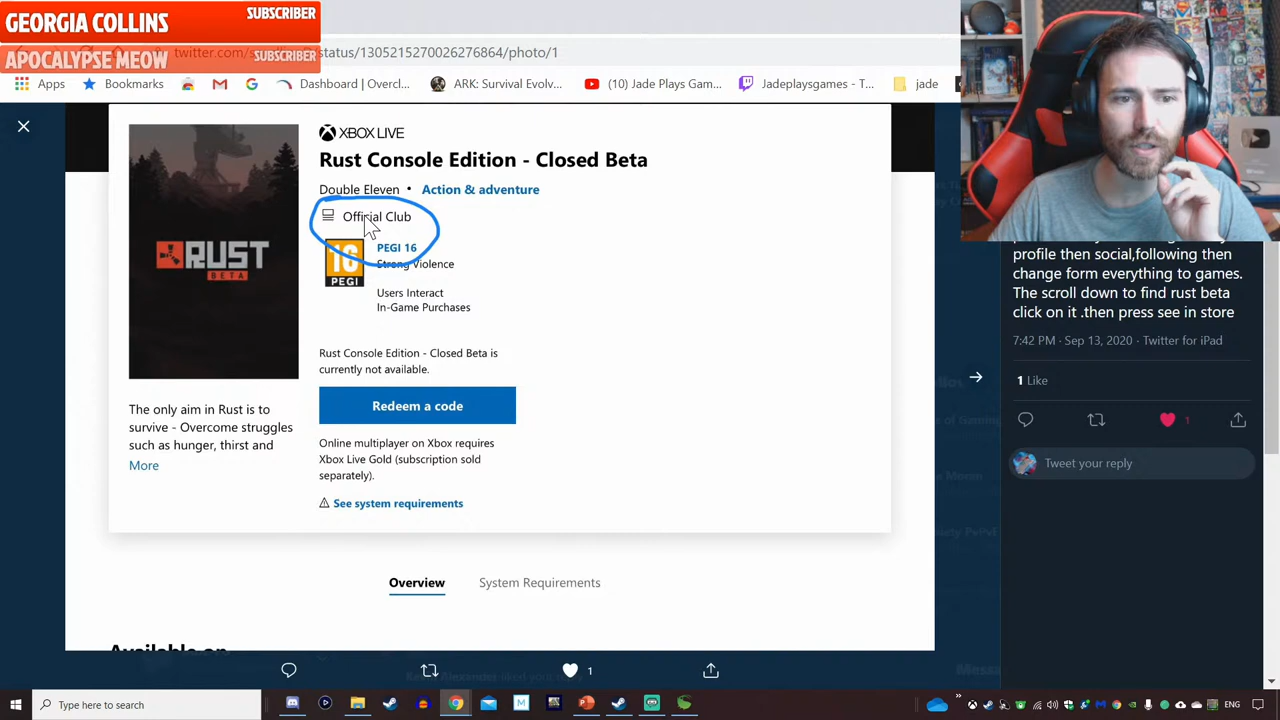 GEORGIA COLLINS SUBSCRIBER
APOCALYPSE MEOW SUBSCRIBER
twitter.com/ /status/1305215270026276864/photo/1
Apps Bookmarks Dashboard | Overcl... ARK: Survival Evolv... (10) Jade Plays Gam... Jadeplaysgames - T... jade
XBOX LIVE
Rust Console Edition - Closed Beta
Double Eleven • Action & adventure
Official Club
16
PEGI
PEGI 16
Strong Violence
Users Interact
In-Game Purchases
RUST
BETA
Rust Console Edition - Closed Beta is
currently not available.
Redeem a code
The only aim in Rust is to
survive - Overcome struggles
such as hunger, thirst and
More
Online multiplayer on Xbox requires
Xbox Live Gold (subscription sold
separately).
See system requirements
Overview System Requirements
Available on
1
profile then social,following then
change form everything to games.
The scroll down to find rust beta
click on it .then press see in store
7:42 PM · Sep 13, 2020 · Twitter for iPad
1 Like
1
Tweet your reply
Type here to search
ENG